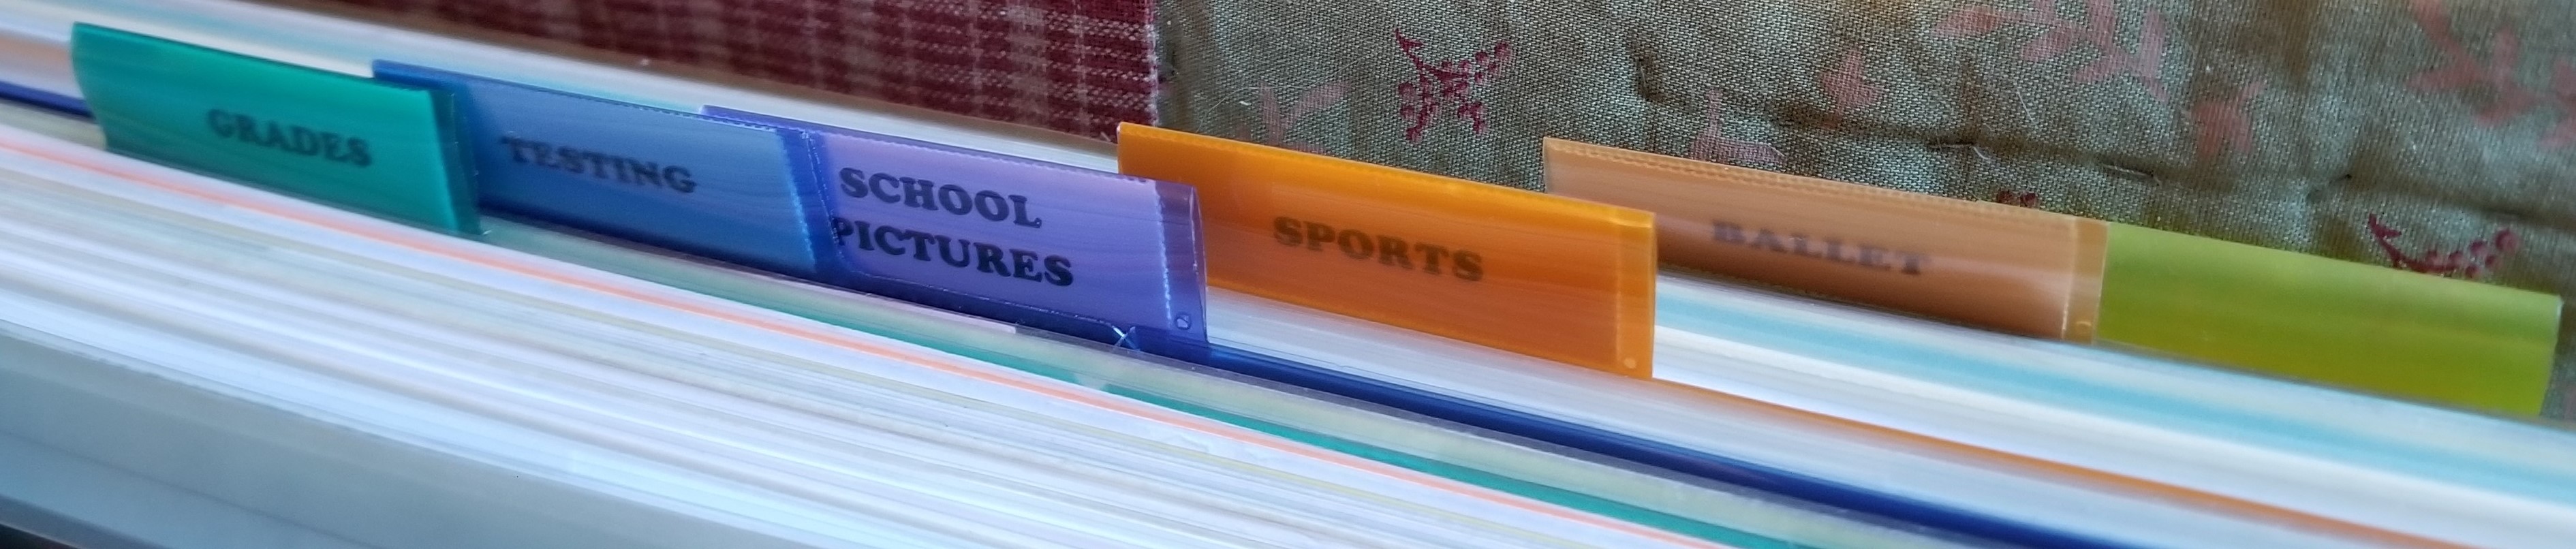 GRADES
TESTING
SCHOOL
PICTURES
SPORTS
BALLET